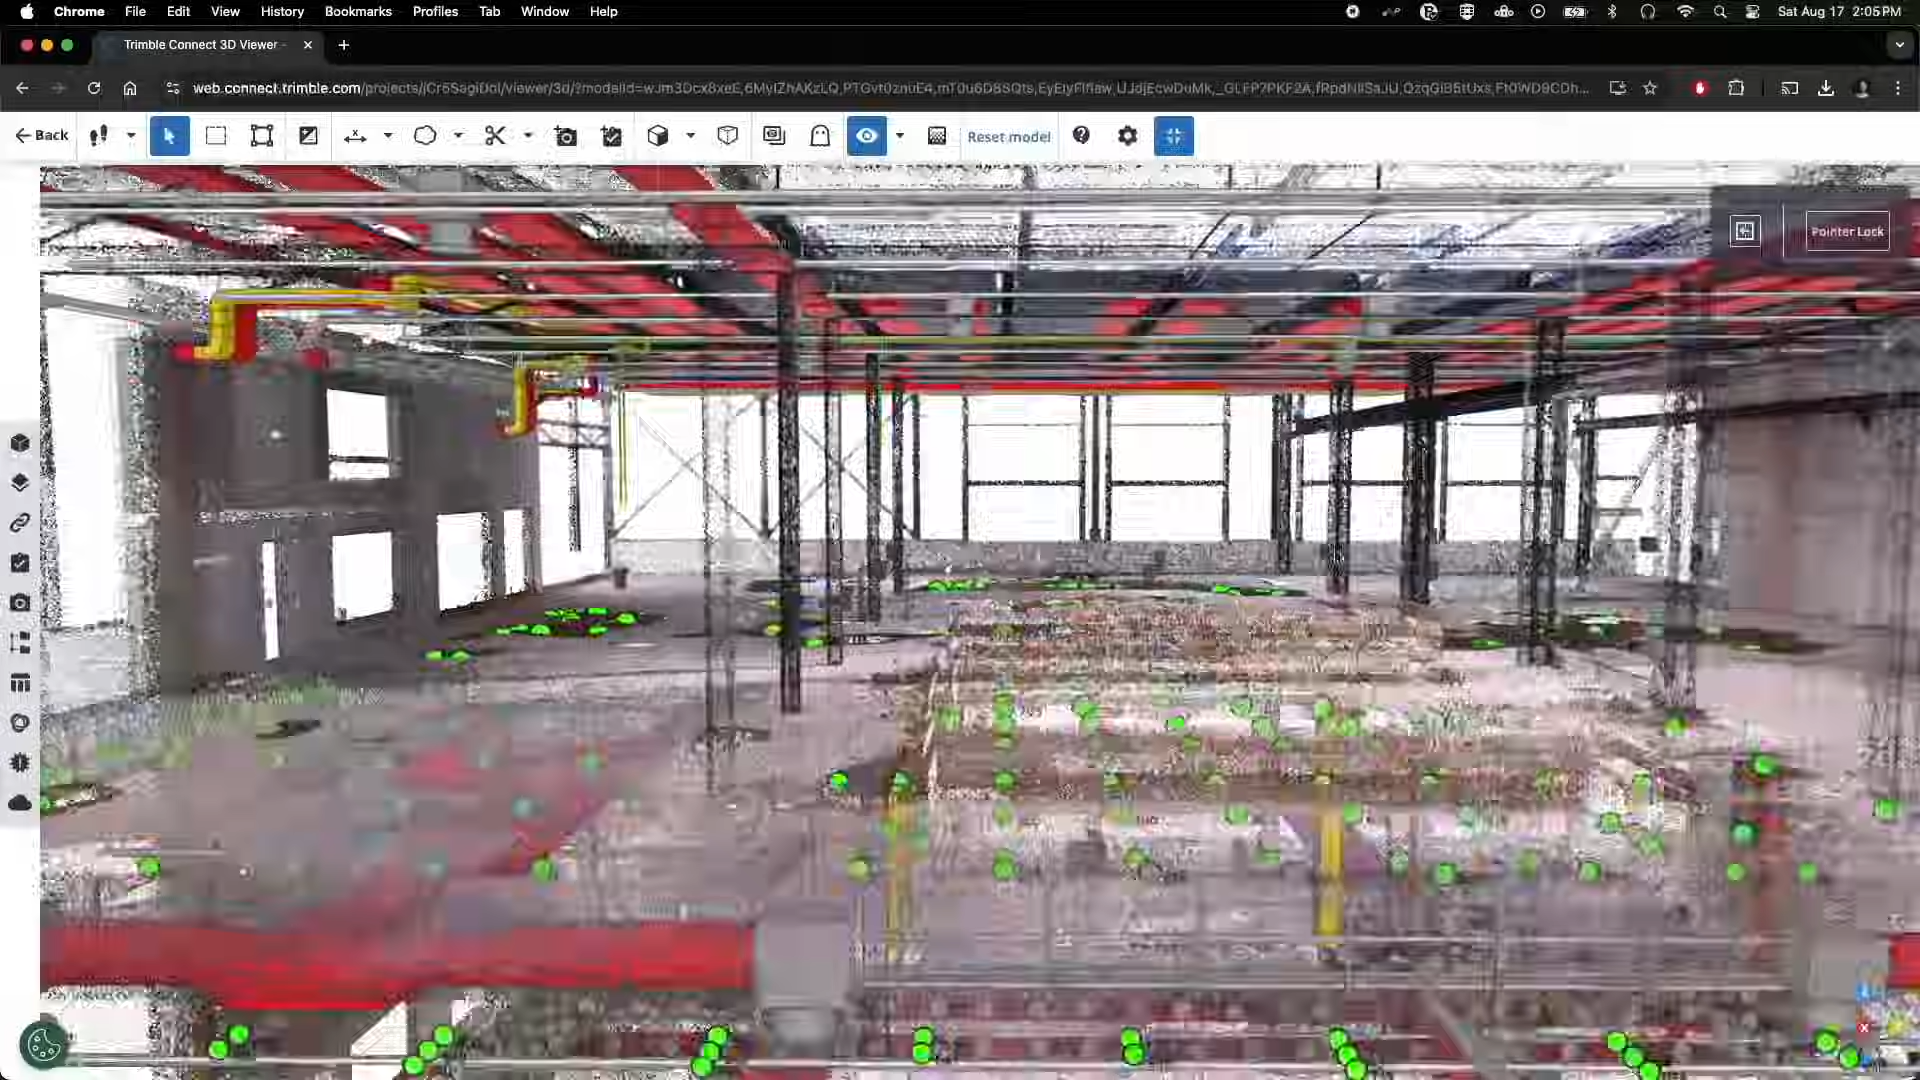 Chrome File Edit View History Bookmarks Profiles Tab Window Help
Sat Aug 17 2:05 PM
Trimble Connect 3D Viewer -
web.connect.trimble.com
Back
Reset model
Pointer Lock